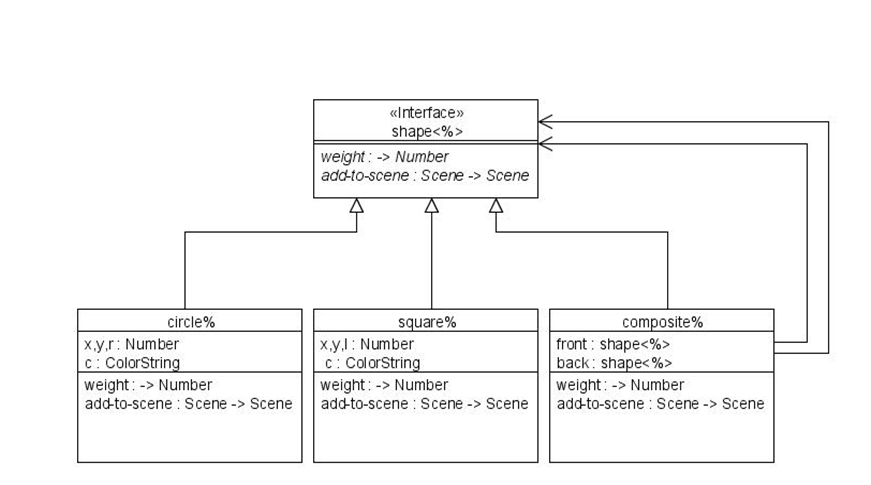 «Interface»
shape<%>
weight : -> Number
add-to-scene : Scene -> Scene
circle%
x,y,r : Number
c : ColorString
weight : -> Number
add-to-scene : Scene -> Scene
square%
x,y,l : Number
c : ColorString
weight : -> Number
add-to-scene : Scene -> Scene
composite%
front : shape<%>
back : shape<%>
weight : -> Number
add-to-scene : Scene -> Scene